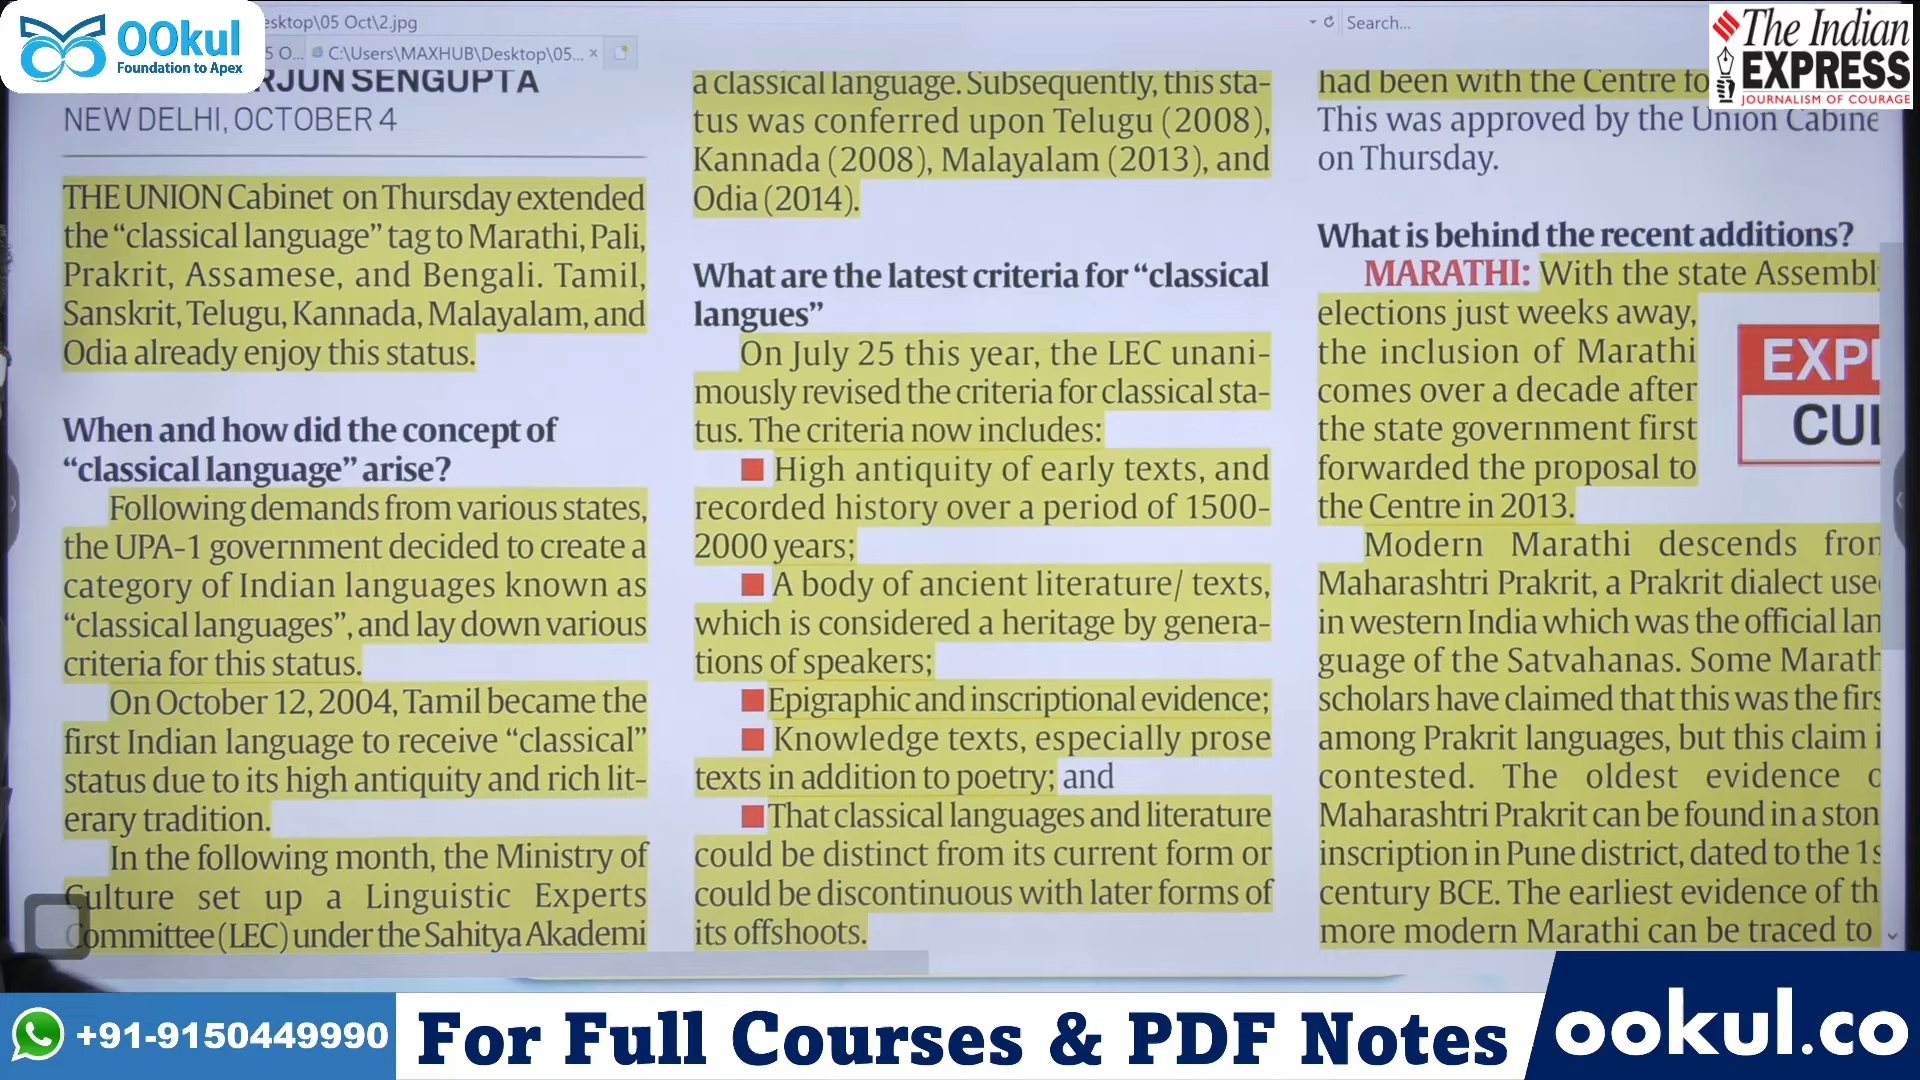 OOkul
Foundation to Apex
esktop\05 Oct\2.jpg
Search...
5 O...
C:\Users\MAXHUB\Desktop\05...
The Indian
EXPRESS
JOURNALISM OF COURAGE
RJUN SENGUPTA
NEW DELHI, OCTOBER 4
THE UNION Cabinet on Thursday extended
the “classical language” tag to Marathi, Pali,
Prakrit, Assamese, and Bengali. Tamil,
Sanskrit, Telugu, Kannada, Malayalam, and
Odia already enjoy this status.
When and how did the concept of
“classical language” arise?
Following demands from various states,
the UPA-1 government decided to create a
category of Indian languages known as
“classical languages”, and lay down various
criteria for this status.
On October 12, 2004, Tamil became the
first Indian language to receive “classical”
status due to its high antiquity and rich lit-
erary tradition.
In the following month, the Ministry of
Culture set up a Linguistic Experts
Committee (LEC) under the Sahitya Akademi
a classical language. Subsequently, this sta-
tus was conferred upon Telugu (2008),
Kannada (2008), Malayalam (2013), and
Odia (2014).
What are the latest criteria for “classical
langues”
On July 25 this year, the LEC unani-
mously revised the criteria for classical sta-
tus. The criteria now includes:
High antiquity of early texts, and
recorded history over a period of 1500-
2000 years;
A body of ancient literature/ texts,
which is considered a heritage by genera-
tions of speakers;
Epigraphic and inscriptional evidence;
Knowledge texts, especially prose
texts in addition to poetry; and
That classical languages and literature
could be distinct from its current form or
could be discontinuous with later forms of
its offshoots.
had been with the Centre fo
This was approved by the Union Cabine
on Thursday.
What is behind the recent additions?
MARATHI: With the state Assembl
elections just weeks away,
the inclusion of Marathi
comes over a decade after
the state government first
forwarded the proposal to
the Centre in 2013.
EXP
CUL
Modern Marathi descends from
Maharashtri Prakrit, a Prakrit dialect use
in western India which was the official lan
guage of the Satvahanas. Some Marath
scholars have claimed that this was the firs
among Prakrit languages, but this claim i
contested. The oldest evidence o
Maharashtri Prakrit can be found in a ston
inscription in Pune district, dated to the 1s
century BCE. The earliest evidence of th
more modern Marathi can be traced to
+91-9150449990
For Full Courses & PDF Notes
ookul.co